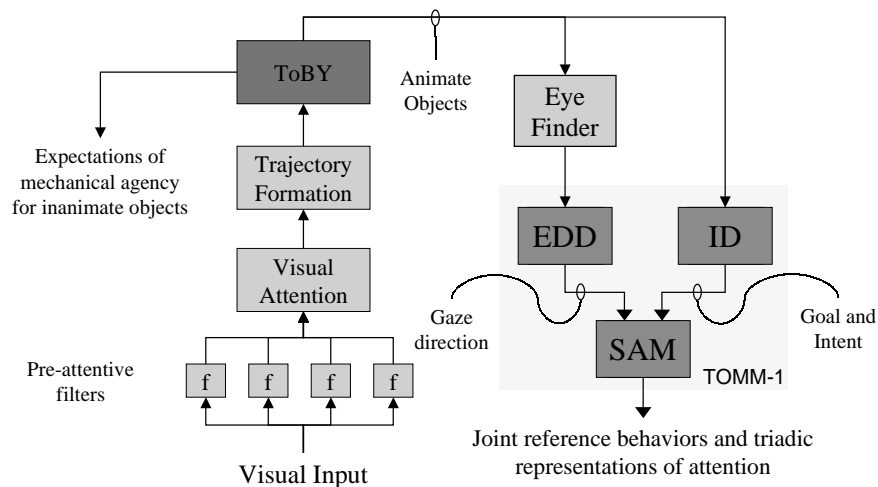 ToBY
Animate
Objects
Eye
Finder
Expectations of
mechanical agency
for inanimate objects
Trajectory
Formation
EDD
ID
Visual
Attention
Gaze
direction
Goal and
Intent
SAM
TOMM-1
Pre-attentive
filters
f
f
f
f
Joint reference behaviors and triadic
representations of attention
Visual Input